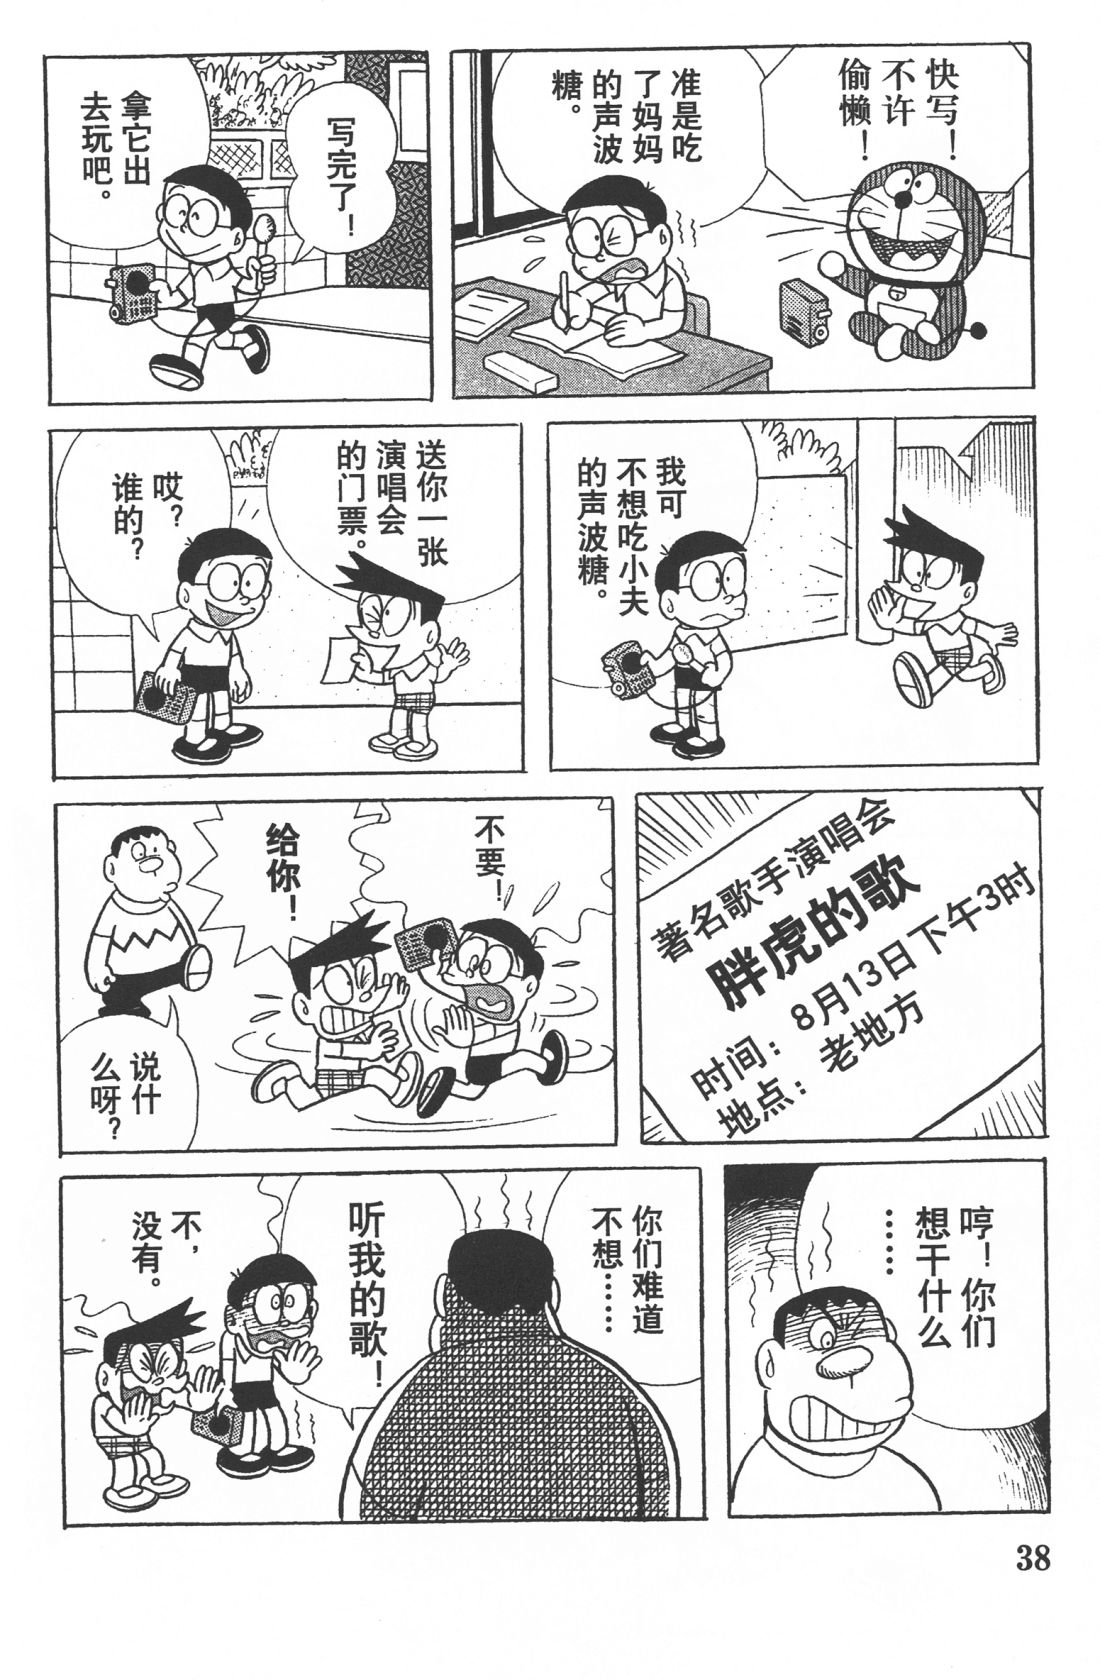 快写！
不许
偷懒！
准是吃
了妈妈
的声波
糖。
写完了！
拿它出
去玩吧。
我可
不想吃小夫
的声波糖。
送你一张
演唱会
的门票。
哎？
谁的？
著名歌手演唱会
胖虎的歌
时间：8月13日下午3时
地点：老地方
不要！
给你！
说什
么呀？
哼！你们
想干什么
……
你们难道
不想……
听我的歌！
不，
没有。
38